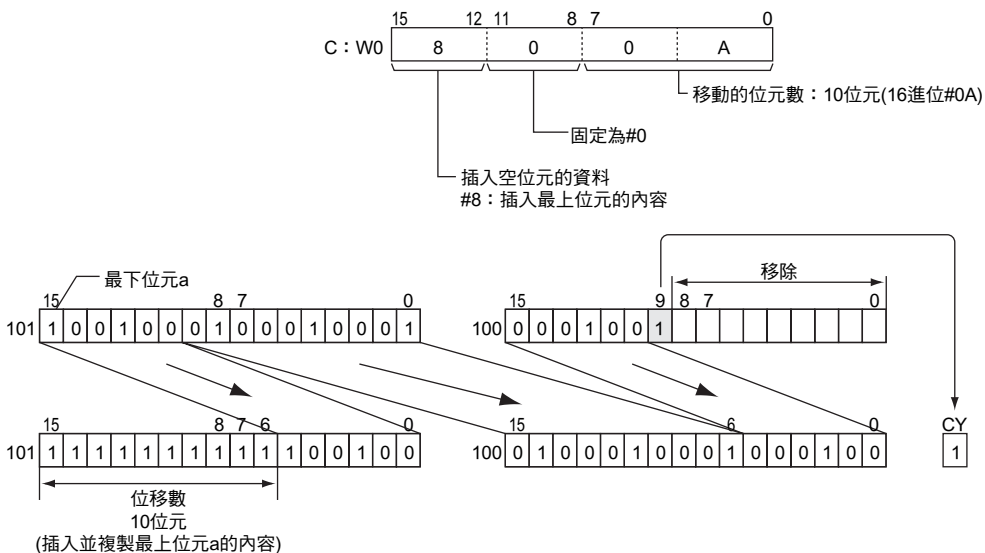 15 12 11 8 7 0
C：W0 8 0 0 A
移動的位元數：10位元(16進位#0A)
固定為#0
插入空位元的資料
#8：插入最上位元的內容
最下位元a
移除
15 8 7 0
101 1 0 0 1 0 0 0 1 0 0 0 1 0 0 0 1
15 9 8 7 0
100 0 0 0 1 0 0 1
15 8 7 6 0
101 1 1 1 1 1 1 1 1 1 1 1 0 0 1 0 0
15 6 0
100 0 1 0 0 0 1 0 0 0 1 0 0 0 1 0 0
CY
1
位移數
10位元
(插入並複製最上位元a的內容)